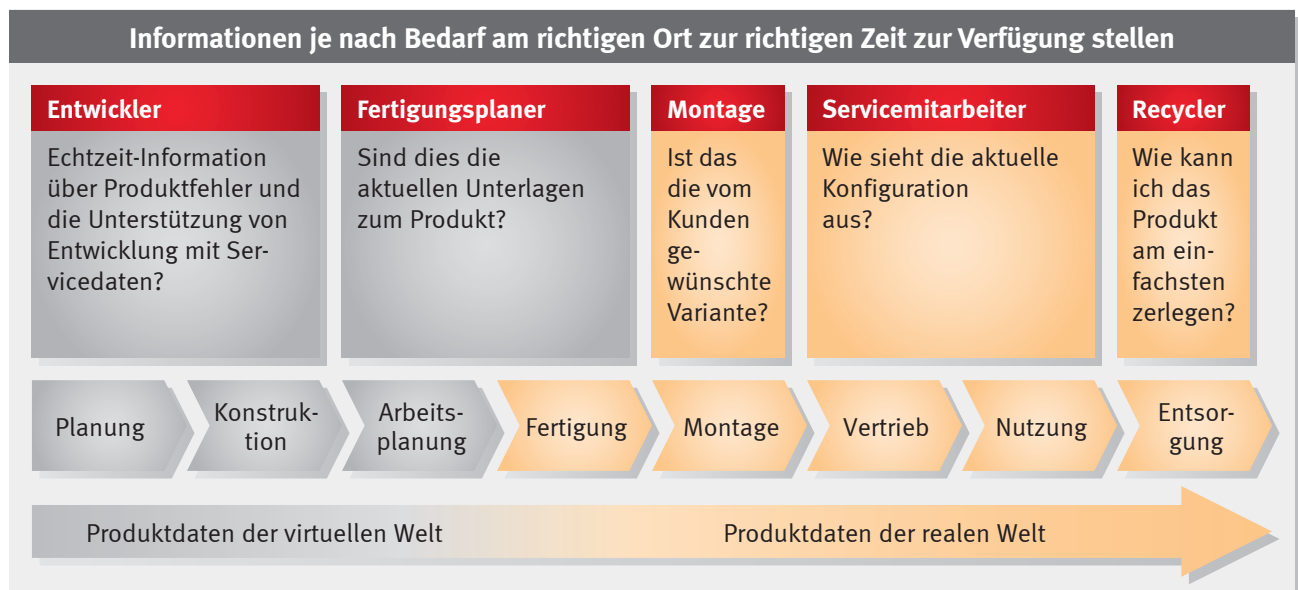 Informationen je nach Bedarf am richtigen Ort zur richtigen Zeit zur Verfügung stellen
Entwickler
Echtzeit-Information
über Produktfehler und
die Unterstützung von
Entwicklung mit Ser-
vicedaten?
Fertigungsplaner
Sind dies die
aktuellen Unterlagen
zum Produkt?
Montage
Ist das
die vom
Kunden
ge-
wünschte
Variante?
Servicemitarbeiter
Wie sieht die aktuelle
Konfiguration
aus?
Recycler
Wie kann
ich das
Produkt
am ein-
fachsten
zerlegen?
Planung
Konstruk-
tion
Arbeits-
planung
Fertigung
Montage
Vertrieb
Nutzung
Entsor-
gung
Produktdaten der virtuellen Welt
Produktdaten der realen Welt